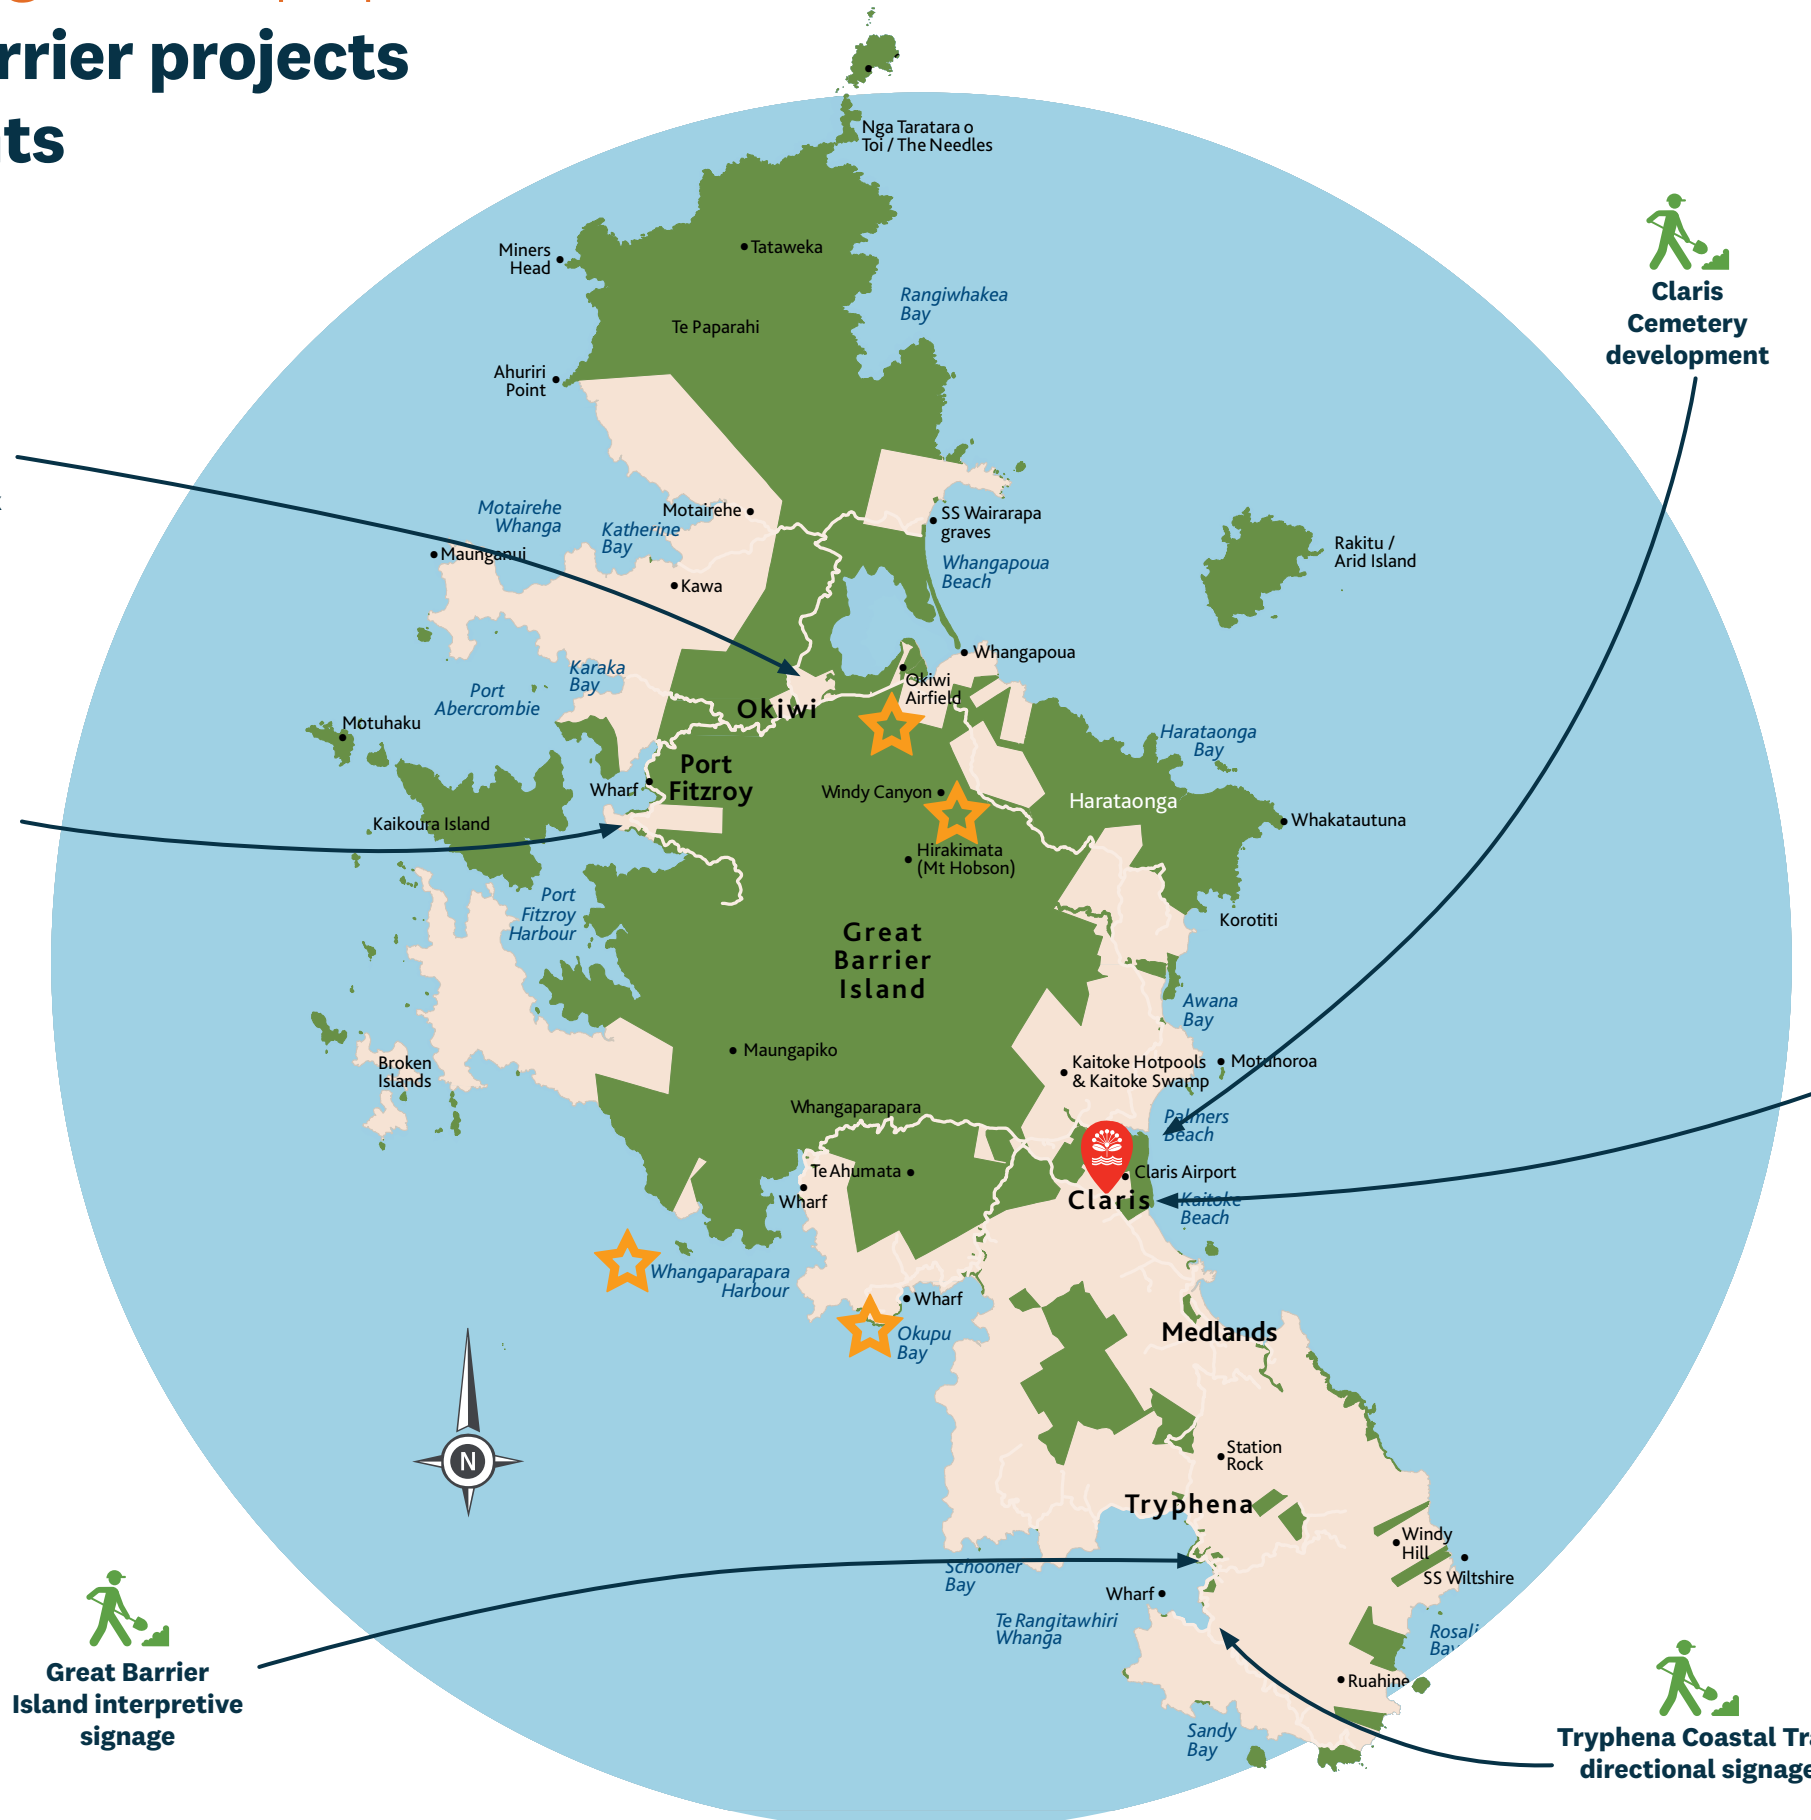 rrier projects
ts
Nga Taratara o
Toi / The Needles
Miners
Head
Tataweka
Rangiwhakea
Bay
Te Paparahi
Claris
Cemetery
development
Ahuriri
Point
Motairehe
Whanga
Katherine
Bay
Motairehe
SS Wairarapa
graves
Maunganui
Whangapoua
Beach
Rakitu /
Arid Island
Kawa
Whangapoua
Karaka
Bay
Port
Abercrombie
Okiwi
Airfield
Okiwi
Motuhaku
Harataonga
Bay
Port
Fitzroy
Wharf
Windy Canyon
Harataonga
Kaikoura Island
Whakatautuna
Hirakimata
(Mt Hobson)
Port
Fitzroy
Harbour
Korotiti
Great
Barrier
Island
Awana
Bay
Maungapiko
Broken
Islands
Kaitoke Hotpools
& Kaitoke Swamp
Motuhoroa
Whangaparapara
Palmers
Beach
Te Ahumata
Claris Airport
Wharf
Claris
Kaitoke
Beach
Whangaparapara
Harbour
Wharf
Okupu
Bay
Medlands
N
Station
Rock
Tryphena
Windy
Hill
SS Wiltshire
Schooner
Bay
Wharf
Te Rangitawhiri
Whanga
Rosali
Bay
Great Barrier
Island interpretive
signage
Ruahine
Sandy
Bay
Tryphena Coastal Tra
directional signage